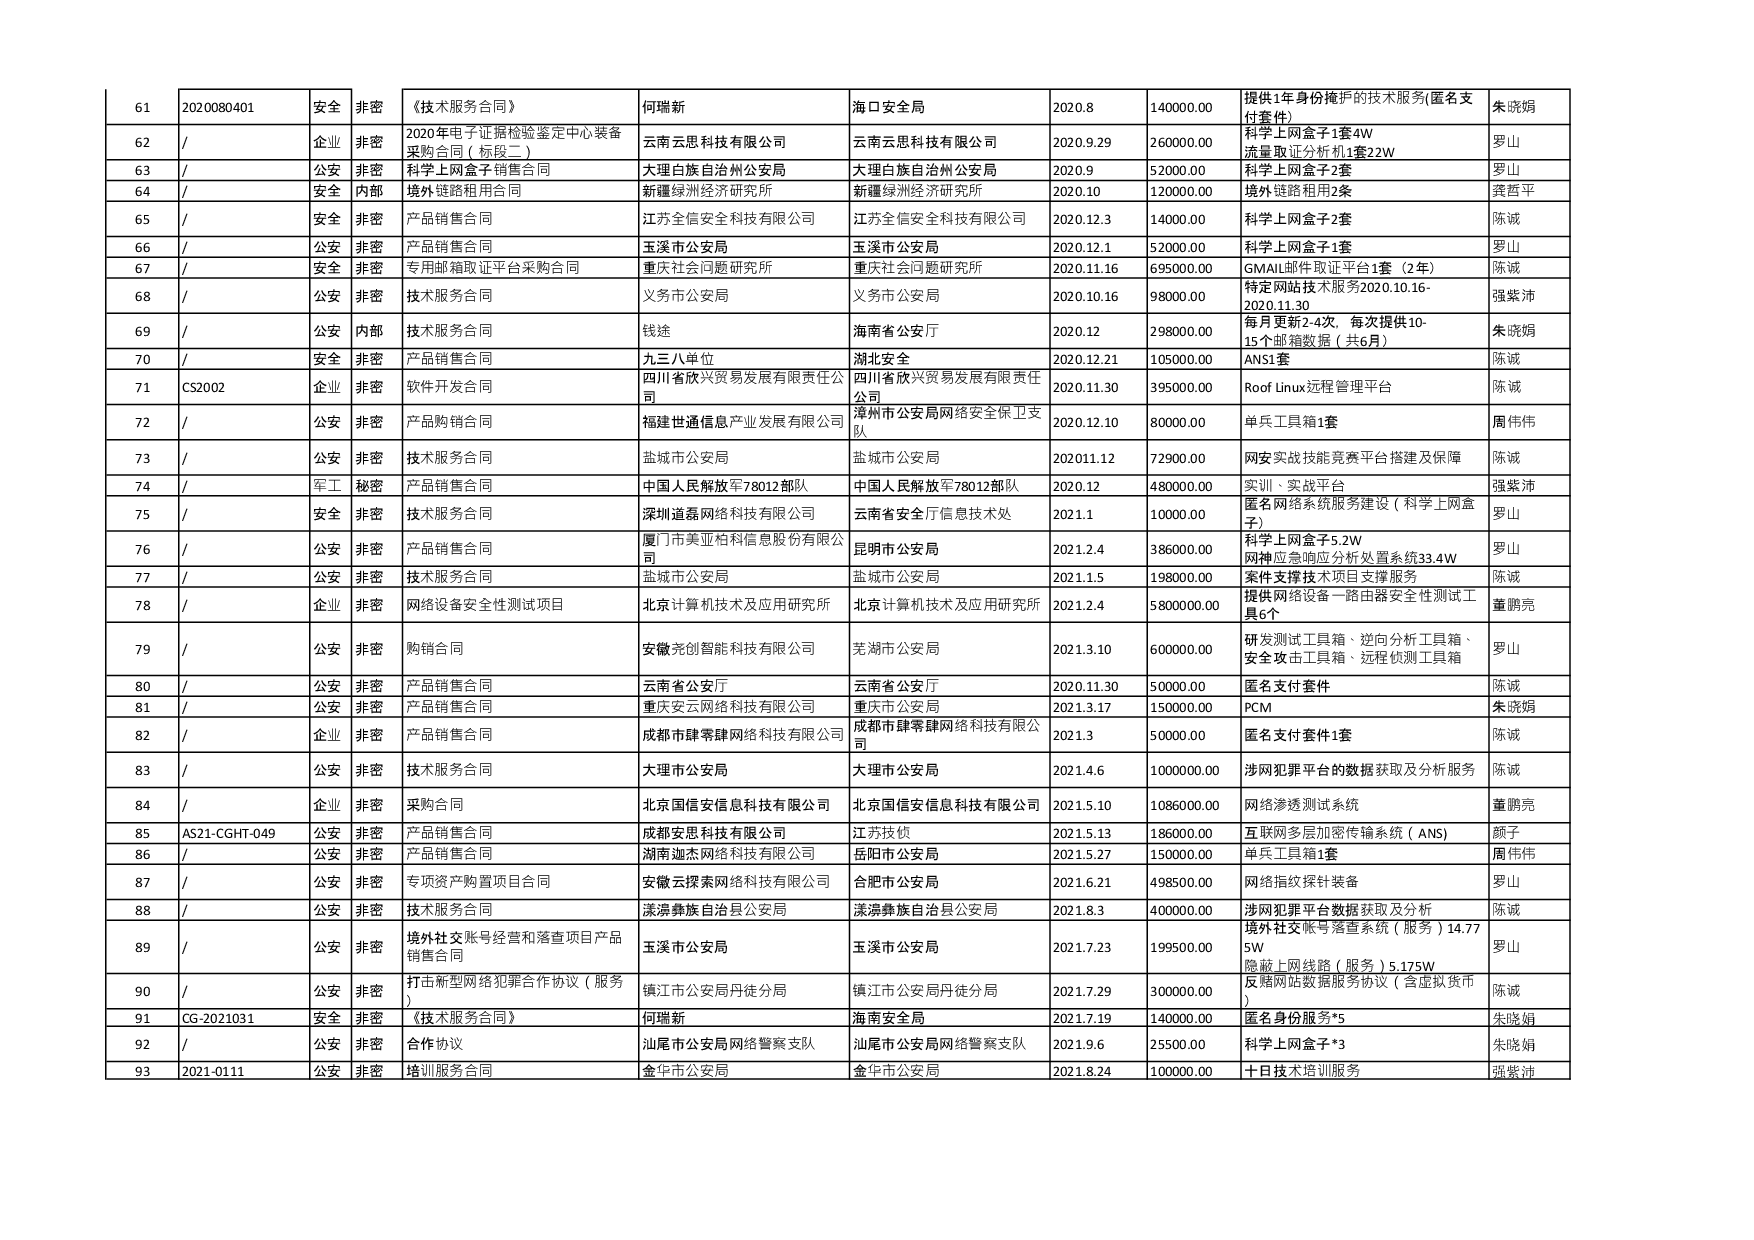 61 2020080401 安全 非密 《技术服务合同》 何瑞新 海口安全局 2020.8 140000.00 提供1年身份掩护的技术服务(匿名支
付套件） 朱晓娟
62 / 企业 非密 2020年电子证据检验鉴定中心装备
采购合同（标段二） 云南云思科技有限公司 云南云思科技有限公司 2020.9.29 260000.00 科学上网盒子1套4W
流量取证分析机1套22W 罗山
63 / 公安 非密 科学上网盒子销售合同 大理白族自治州公安局 大理白族自治州公安局 2020.9 52000.00 科学上网盒子2套 罗山
64 / 安全 内部 境外链路租用合同 新疆绿洲经济研究所 新疆绿洲经济研究所 2020.10 120000.00 境外链路租用2条 龚哲平
65 / 安全 非密 产品销售合同 江苏全信安全科技有限公司 江苏全信安全科技有限公司 2020.12.3 14000.00 科学上网盒子2套 陈诚
66 / 公安 非密 产品销售合同 玉溪市公安局 玉溪市公安局 2020.12.1 52000.00 科学上网盒子1套 罗山
67 / 安全 非密 专用邮箱取证平台采购合同 重庆社会问题研究所 重庆社会问题研究所 2020.11.16 695000.00 GMAIL邮件取证平台1套（2年） 陈诚
68 / 公安 非密 技术服务合同 义务市公安局 义务市公安局 2020.10.16 98000.00 特定网站技术服务2020.10.16-
2020.11.30 强紫沛
69 / 公安 内部 技术服务合同 钱途 海南省公安厅 2020.12 298000.00 每月更新2-4次，每次提供10-
15个邮箱数据（共6月） 朱晓娟
70 / 安全 非密 产品销售合同 九三八单位 湖北安全 2020.12.21 105000.00 ANS1套 陈诚
71 CS2002 企业 非密 软件开发合同 四川省欣兴贸易发展有限责任公
司 四川省欣兴贸易发展有限责任
公司 2020.11.30 395000.00 Roof Linux远程管理平台 陈诚
72 / 公安 非密 产品购销合同 福建世通信息产业发展有限公司 漳州市公安局网络安全保卫支
队 2020.12.10 80000.00 单兵工具箱1套 周伟伟
73 / 公安 非密 技术服务合同 盐城市公安局 盐城市公安局 202011.12 72900.00 网安实战技能竞赛平台搭建及保障 陈诚
74 / 军工 秘密 产品销售合同 中国人民解放军78012部队 中国人民解放军78012部队 2020.12 480000.00 实训、实战平台 强紫沛
75 / 安全 非密 技术服务合同 深圳道磊网络科技有限公司 云南省安全厅信息技术处 2021.1 10000.00 匿名网络系统服务建设（科学上网盒
子） 罗山
76 / 公安 非密 产品销售合同 厦门市美亚柏科信息股份有限公
司 昆明市公安局 2021.2.4 386000.00 科学上网盒子5.2W
网神应急响应分析处置系统33.4W 罗山
77 / 公安 非密 技术服务合同 盐城市公安局 盐城市公安局 2021.1.5 198000.00 案件支撑技术项目支撑服务 陈诚
78 / 企业 非密 网络设备安全性测试项目 北京计算机技术及应用研究所 北京计算机技术及应用研究所 2021.2.4 5800000.00 提供网络设备一路由器安全性测试工
具6个 董鹏亮
79 / 公安 非密 购销合同 安徽尧创智能科技有限公司 芜湖市公安局 2021.3.10 600000.00 研发测试工具箱、逆向分析工具箱、
安全攻击工具箱、远程侦测工具箱 罗山
80 / 公安 非密 产品销售合同 云南省公安厅 云南省公安厅 2020.11.30 50000.00 匿名支付套件 陈诚
81 / 公安 非密 产品销售合同 重庆安云网络科技有限公司 重庆市公安局 2021.3.17 150000.00 PCM 朱晓娟
82 / 企业 非密 产品销售合同 成都市肆零肆网络科技有限公司 成都市肆零肆网络科技有限公
司 2021.3 50000.00 匿名支付套件1套 陈诚
83 / 公安 非密 技术服务合同 大理市公安局 大理市公安局 2021.4.6 1000000.00 涉网犯罪平台的数据获取及分析服务 陈诚
84 / 企业 非密 采购合同 北京国信安信息科技有限公司 北京国信安信息科技有限公司 2021.5.10 1086000.00 网络渗透测试系统 董鹏亮
85 AS21-CGHT-049 公安 非密 产品销售合同 成都安思科技有限公司 江苏技侦 2021.5.13 186000.00 互联网多层加密传输系统（ANS) 颜子
86 / 公安 非密 产品销售合同 湖南迦杰网络科技有限公司 岳阳市公安局 2021.5.27 150000.00 单兵工具箱1套 周伟伟
87 / 公安 非密 专项资产购置项目合同 安徽云探索网络科技有限公司 合肥市公安局 2021.6.21 498500.00 网络指纹探针装备 罗山
88 / 公安 非密 技术服务合同 漾濞彝族自治县公安局 漾濞彝族自治县公安局 2021.8.3 400000.00 涉网犯罪平台数据获取及分析 陈诚
89 / 公安 非密 境外社交账号经营和落查项目产品
销售合同 玉溪市公安局 玉溪市公安局 2021.7.23 199500.00 境外社交帐号落查系统（服务）14.77
5W
隐蔽上网线路（服务）5.175W 罗山
90 / 公安 非密 打击新型网络犯罪合作协议（服务
） 镇江市公安局丹徒分局 镇江市公安局丹徒分局 2021.7.29 300000.00 反赌网站数据服务协议（含虚拟货币
） 陈诚
91 CG-2021031 安全 非密 《技术服务合同》 何瑞新 海南安全局 2021.7.19 140000.00 匿名身份服务*5 朱晓娟
92 / 公安 非密 合作协议 汕尾市公安局网络警察支队 汕尾市公安局网络警察支队 2021.9.6 25500.00 科学上网盒子*3 朱晓娟
93 2021-0111 公安 非密 培训服务合同 金华市公安局 金华市公安局 2021.8.24 100000.00 十日技术培训服务 强紫沛